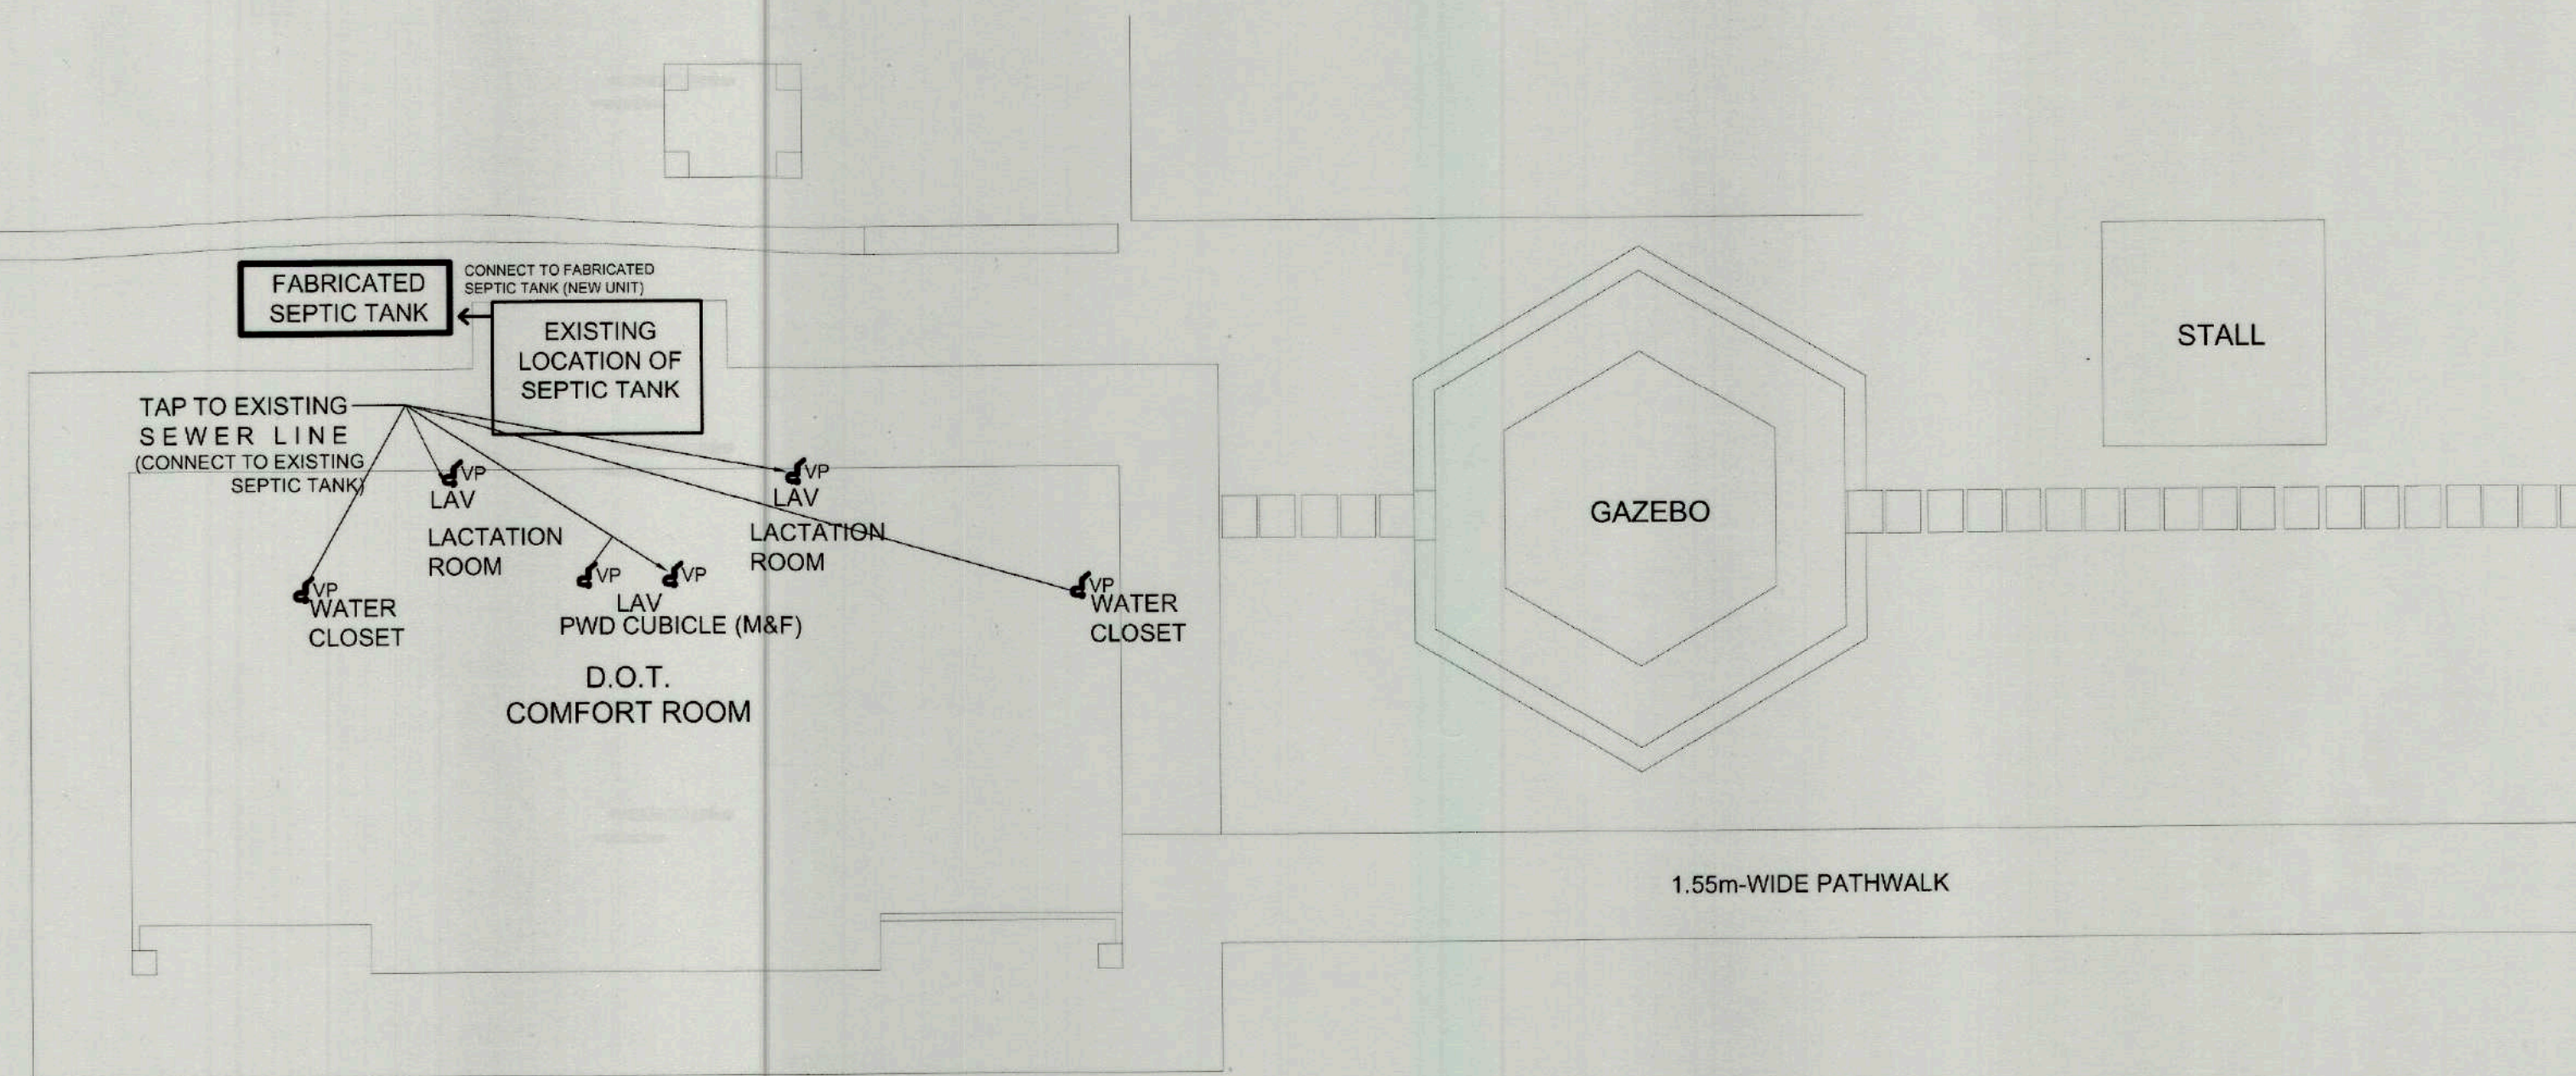 FABRICATED
SEPTIC TANK
CONNECT TO FABRICATED
SEPTIC TANK (NEW UNIT)
EXISTING
LOCATION OF
SEPTIC TANK
TAP TO EXISTING
SEWER LINE
(CONNECT TO EXISTING
SEPTIC TANK)
VP
LAV
LACTATION
ROOM
VP
LAV
LACTATION
ROOM
VP
WATER
CLOSET
VP
VP
LAV
PWD CUBICLE (M&F)
VP
WATER
CLOSET
D.O.T.
COMFORT ROOM
GAZEBO
STALL
1.55m-WIDE PATHWALK